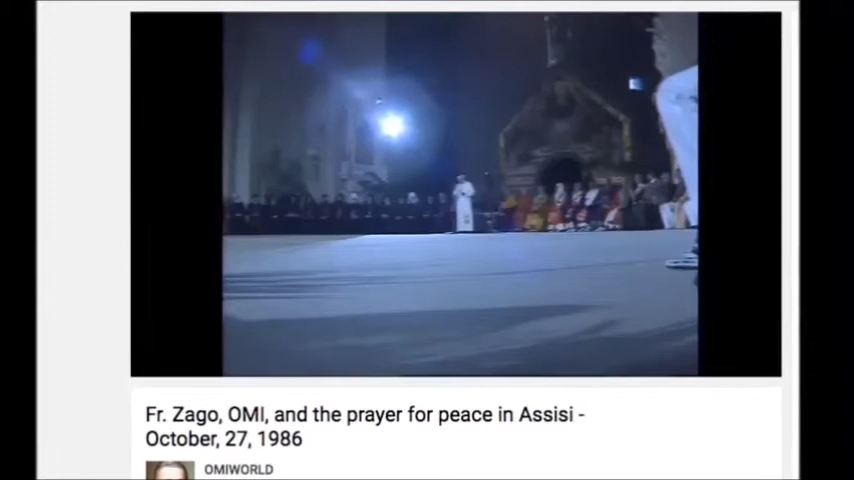 Fr. Zago, OMI, and the prayer for peace in Assisi -
October, 27, 1986
OMIWORLD